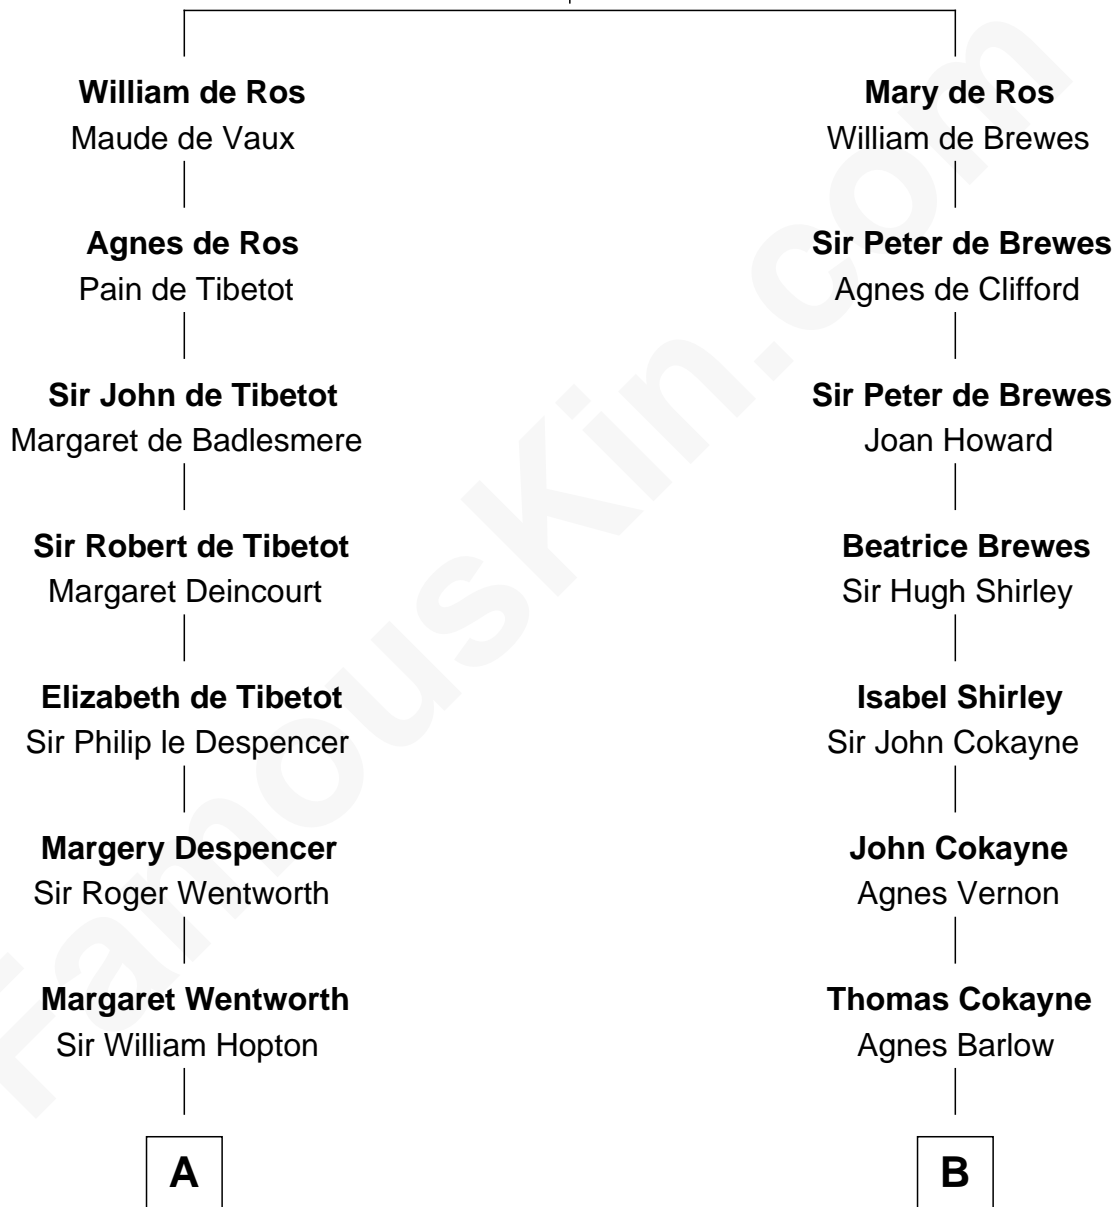 William de Ros
Maude de Vaux
Agnes de Ros
Pain de Tibetot
Sir John de Tibetot
Margaret de Badlesmere
Sir Robert de Tibetot
Margaret Deincourt
Elizabeth de Tibetot
Sir Philip le Despencer
Margery Despencer
Sir Roger Wentworth
Margaret Wentworth
Sir William Hopton
A
Mary de Ros
William de Brewes
Sir Peter de Brewes
Agnes de Clifford
Sir Peter de Brewes
Joan Howard
Beatrice Brewes
Sir Hugh Shirley
Isabel Shirley
Sir John Cokayne
John Cokayne
Agnes Vernon
Thomas Cokayne
Agnes Barlow
B
FamousKin.com